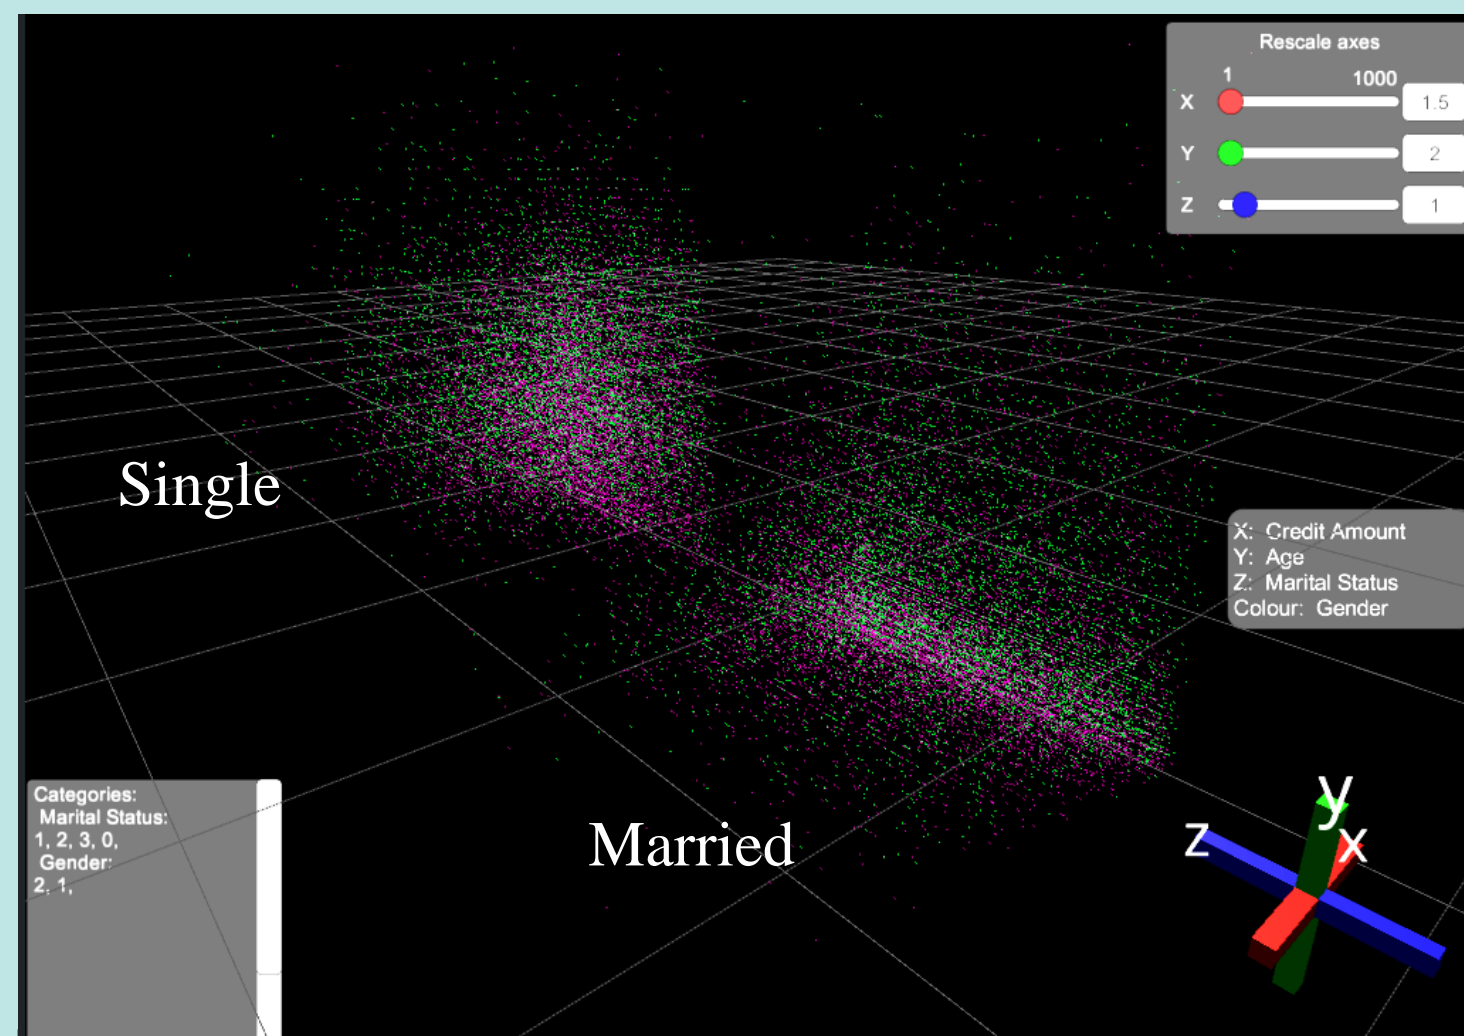 Rescale axes
1 1000
X 1.5
Y 2
Z 1
Single
X: Credit Amount
Y: Age
Z: Marital Status
Colour: Gender
Married
Categories:
Marital Status:
1, 2, 3, 0,
Gender:
2, 1,
y
Z X